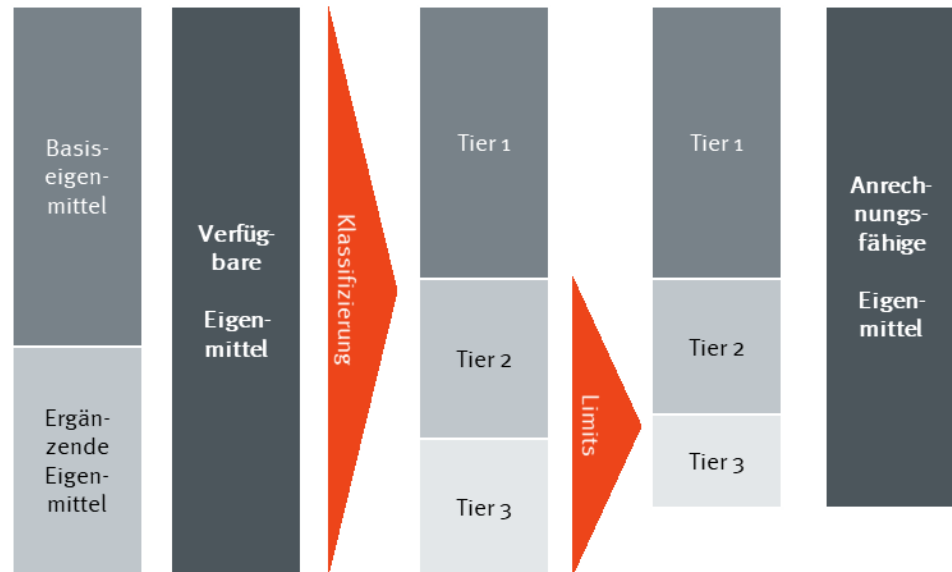 Basis-
eigen-
mittel
Ergän-
zende
Eigen-
mittel
Verfüg-
bare
Eigen-
mittel
Klassifizierung
Tier 1
Tier 2
Tier 3
Limits
Tier 1
Tier 2
Tier 3
Anrech-
nungs-
fähige
Eigen-
mittel